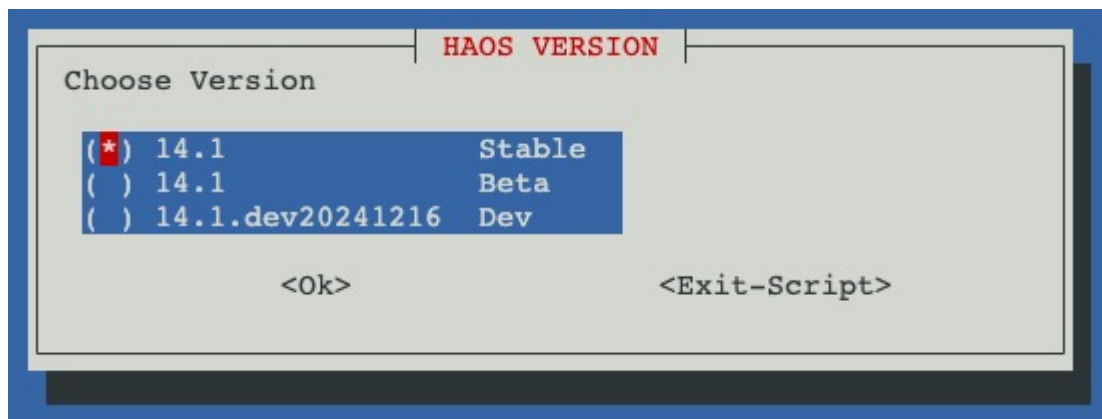 HAOS VERSION
Choose Version
(*) 14.1 Stable
( ) 14.1 Beta
( ) 14.1.dev20241216 Dev
<Ok> <Exit-Script>